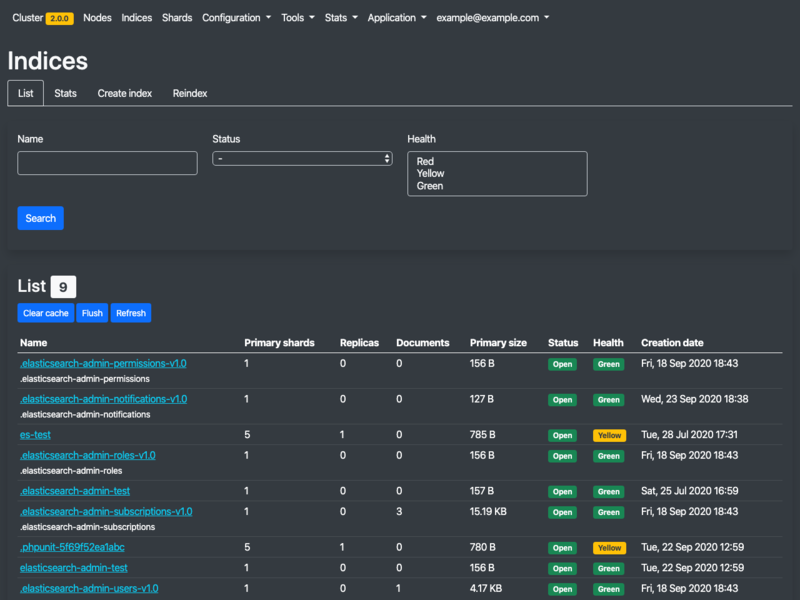 Cluster 2.0.0 Nodes Indices Shards Configuration Tools Stats Application example@example.com
Indices
List Stats Create index Reindex
Name Status Health
-
Red
Yellow
Green
Search
List 9
Clear cache Flush Refresh
Name Primary shards Replicas Documents Primary size Status Health Creation date
.elasticsearch-admin-permissions-v1.0 1 0 0 156 B Open Green Fri, 18 Sep 2020 18:43
.elasticsearch-admin-permissions
.elasticsearch-admin-notifications-v1.0 1 0 0 127 B Open Green Wed, 23 Sep 2020 18:38
.elasticsearch-admin-notifications
es-test 5 1 0 785 B Open Yellow Tue, 28 Jul 2020 17:31
.elasticsearch-admin-roles-v1.0 1 0 0 156 B Open Green Fri, 18 Sep 2020 18:43
.elasticsearch-admin-roles
.elasticsearch-admin-test 1 0 0 157 B Open Green Sat, 25 Jul 2020 16:59
.elasticsearch-admin-subscriptions-v1.0 1 0 3 15.19 KB Open Green Fri, 18 Sep 2020 18:43
.elasticsearch-admin-subscriptions
.phpunit-5f69f52ea1abc 5 1 0 780 B Open Yellow Tue, 22 Sep 2020 12:59
elasticsearch-admin-test 1 0 0 156 B Open Green Tue, 22 Sep 2020 12:59
.elasticsearch-admin-users-v1.0 1 0 1 4.17 KB Open Green Fri, 18 Sep 2020 18:43